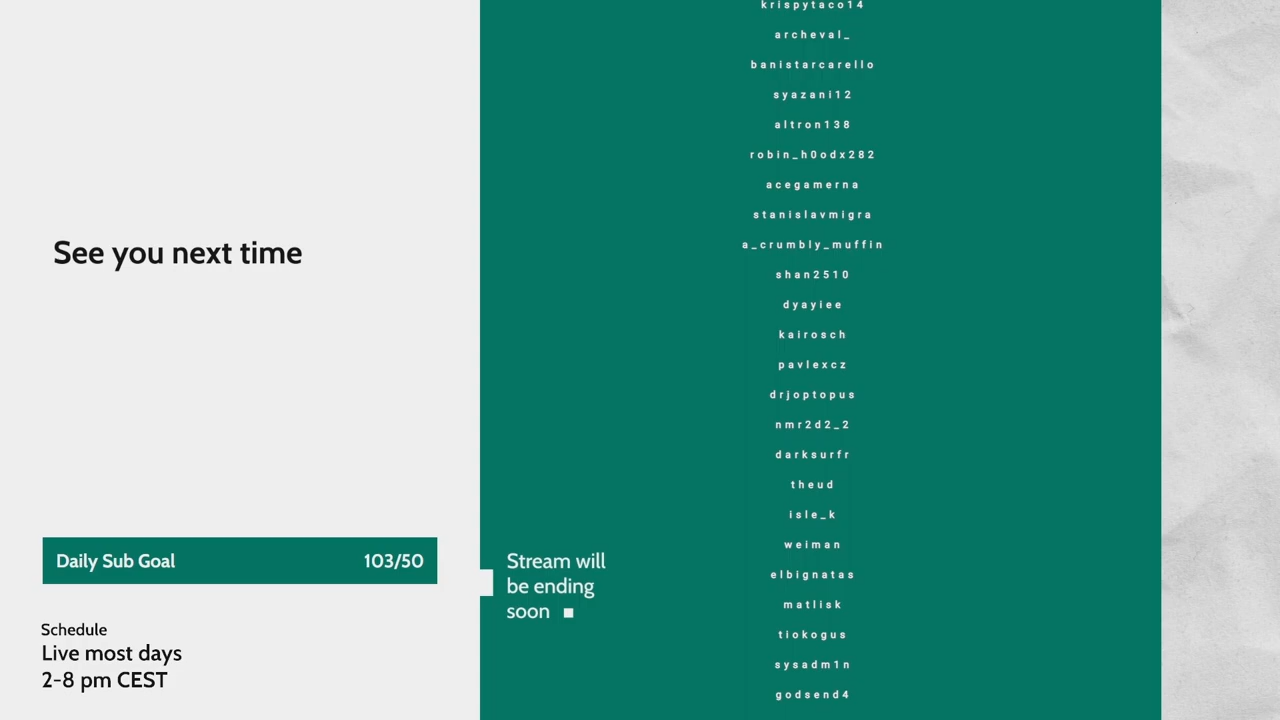 See you next time
Daily Sub Goal 103/50
Schedule
Live most days
2-8 pm CEST
Stream will
be ending
soon
krispytaco14
archeval_
banistarcarello
syazani12
altron138
robin_h0odx282
acegamerna
stanislavmigra
a_crumbly_muffin
shan2510
dyayiee
kairosch
pavlexcz
drjoptopus
nmr2d2_2
darksurfr
theud
isle_k
weiman
elbignatas
matlisk
tiokogus
sysadm1n
godsend4